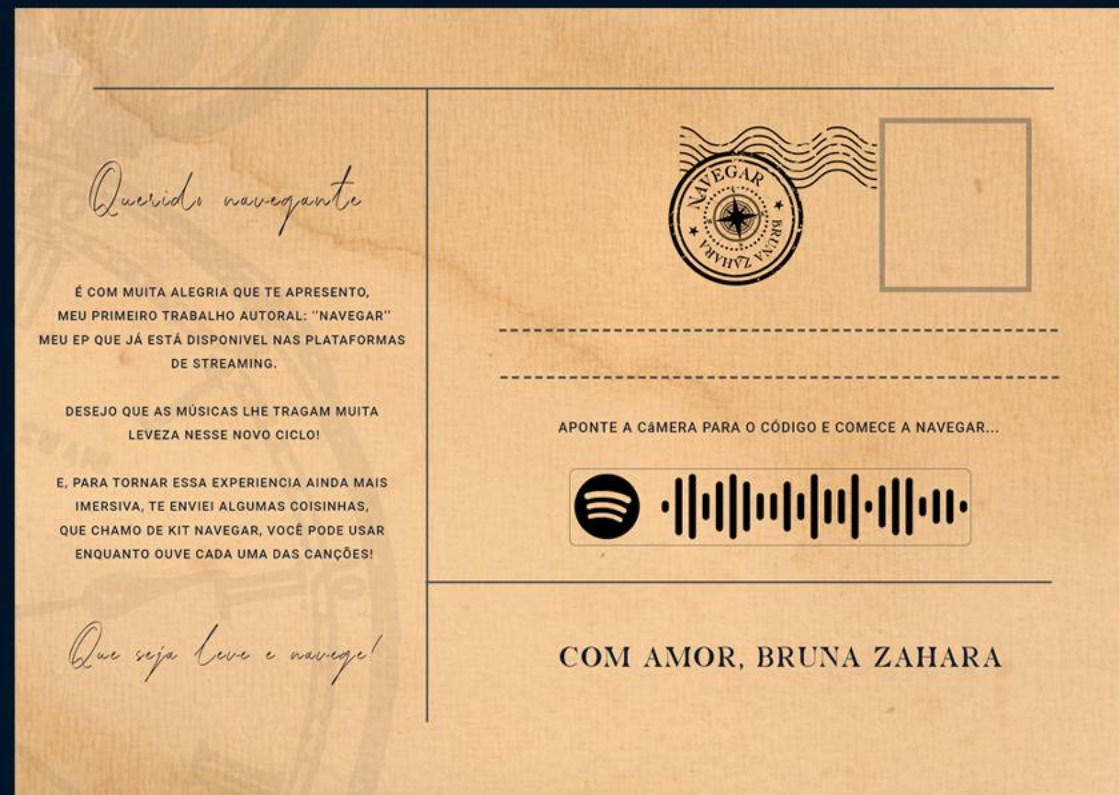 Querido navegante
É COM MUITA ALEGRIA QUE TE APRESENTO,
MEU PRIMEIRO TRABALHO AUTORAL: "NAVEGAR"
MEU EP QUE JÁ ESTÁ DISPONIVEL NAS PLATAFORMAS
DE STREAMING.
DESEJO QUE AS MÚSICAS LHE TRAGAM MUITA
LEVEZA NESSE NOVO CICLO!
E, PARA TORNAR ESSA EXPERIENCIA AINDA MAIS
IMERSIVA, TE ENVIEI ALGUMAS COISINHAS,
QUE CHAMO DE KIT NAVEGAR, VOCÊ PODE USAR
ENQUANTO OUVE CADA UMA DAS CANÇÕES!
Que seja leve e navege!
NAVEGAR
BRUNA ZAHARA
APONTE A CâMERA PARA O CÓDIGO E COMECE A NAVEGAR...
COM AMOR, BRUNA ZAHARA